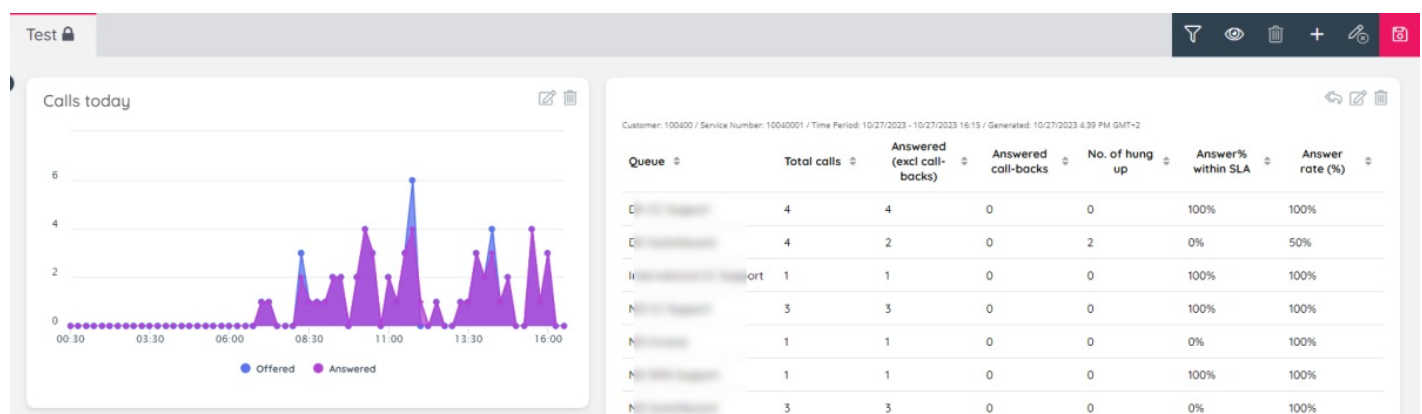 Test
Calls today
6
4
2
0
00:30 03:30 06:00 08:30 11:00 13:30 16:00
Offered Answered
Customer: 100400 / Service Number: 10040001 / Time Period: 10/27/2023 - 10/27/2023 16:15 / Generated: 10/27/2023 4:39 PM GMT+2
Queue Total calls Answered (excl call-backs) Answered call-backs No. of hung up Answer% within SLA Answer rate (%)
4 4 0 0 100% 100%
4 2 0 2 0% 50%
1 1 0 0 100% 100%
3 3 0 0 100% 100%
1 1 0 0 0% 100%
1 1 0 0 100% 100%
3 3 0 0 0% 100%